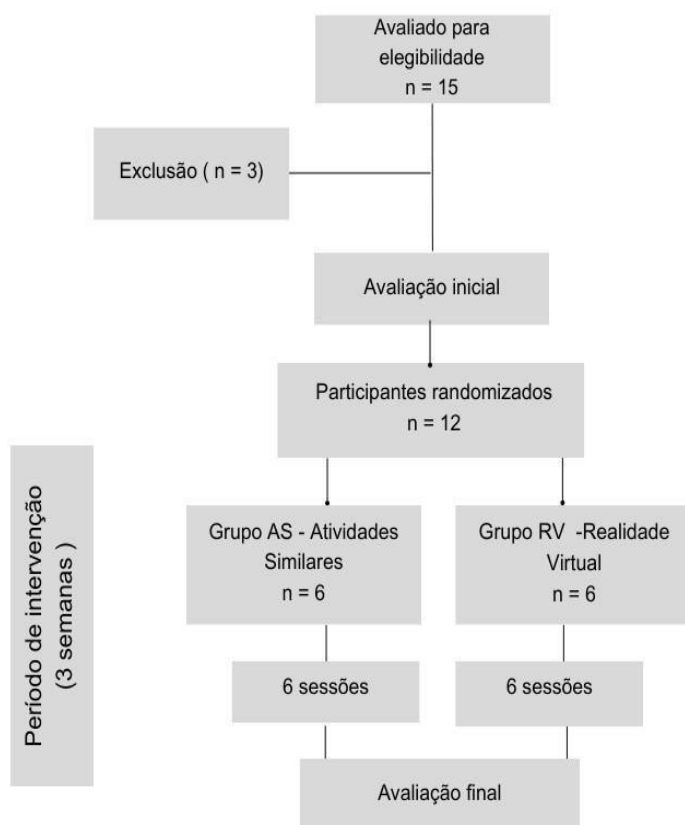 Avaliado para
elegibilidade
n = 15
Exclusão ( n = 3)
Avaliação inicial
Participantes randomizados
n = 12
Período de intervenção
(3 semanas )
Grupo AS - Atividades
Similares
n = 6
Grupo RV -Realidade
Virtual
n = 6
6 sessões
6 sessões
Avaliação final